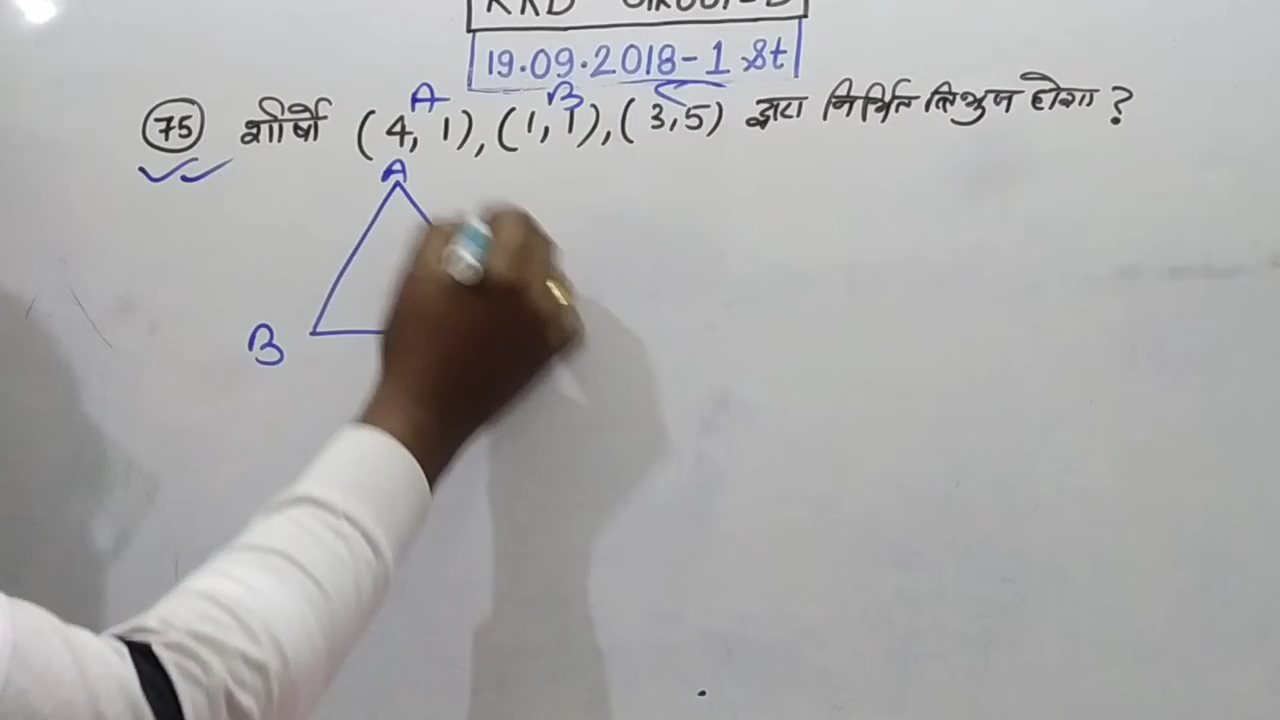 19.09.2018-1 st
A B C
75 शीर्षो (4, 1), (1, 1), (3,5) द्वारा निर्मित त्रिभुज होगा ?
A
B